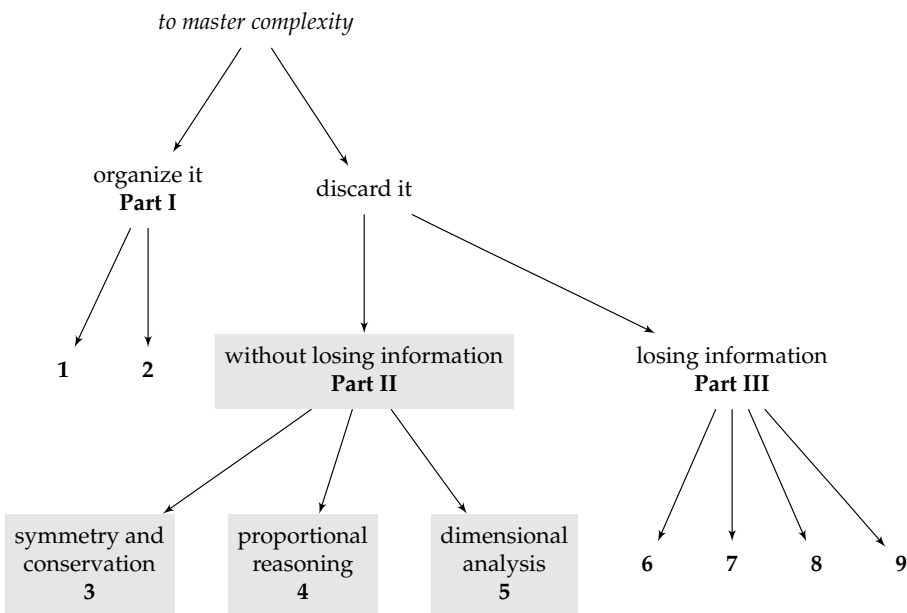 to master complexity
organize it
Part I
discard it
1
2
without losing information
Part II
losing information
Part III
symmetry and
conservation
3
proportional
reasoning
4
dimensional
analysis
5
6
7
8
9